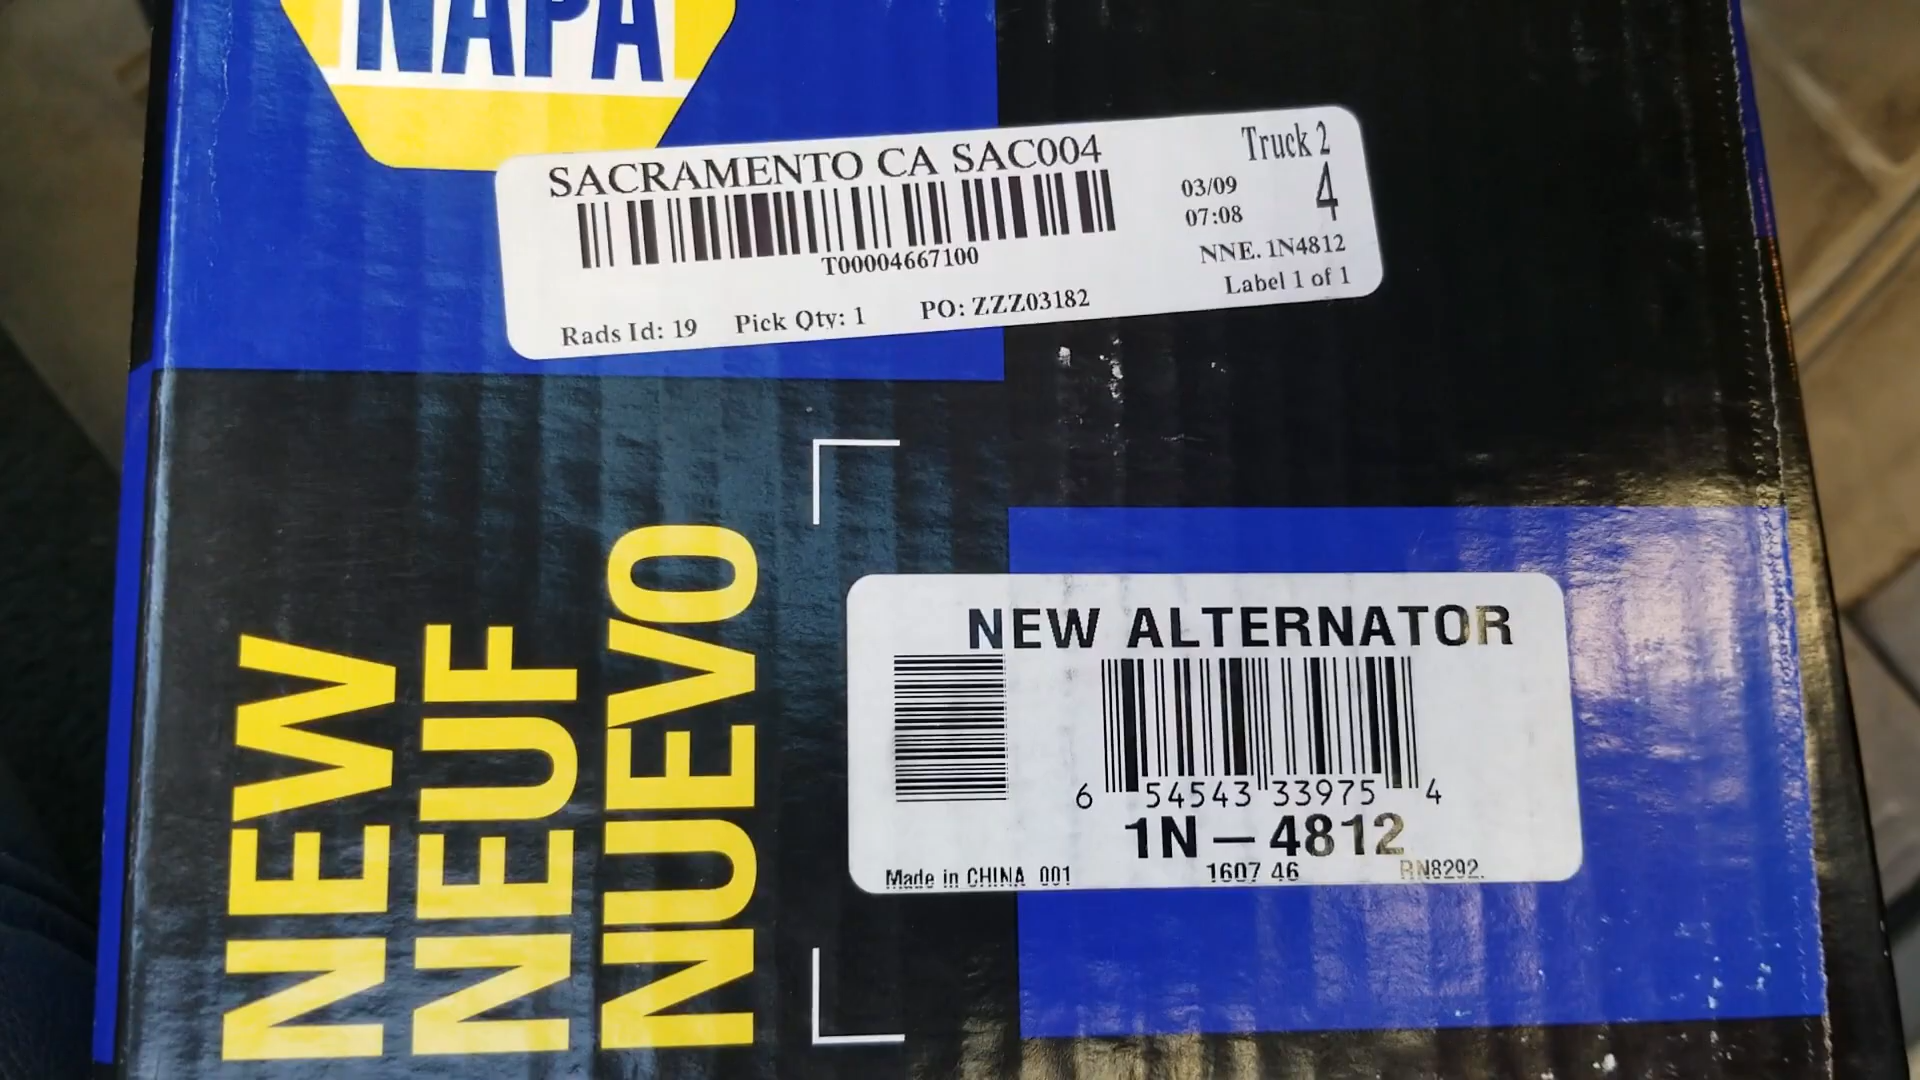 NAPA
SACRAMENTO CA SAC004
Truck 2
03/09
4
07:08
T00004667100
NNE. 1N4812
Label 1 of 1
Rads Id: 19 Pick Qty: 1 PO: ZZZ03182
NEW
NEUF
NUEVO
NEW ALTERNATOR
6 54543 33975 4
1N-4812
Made in CHINA 001 1607 46 RN8292.